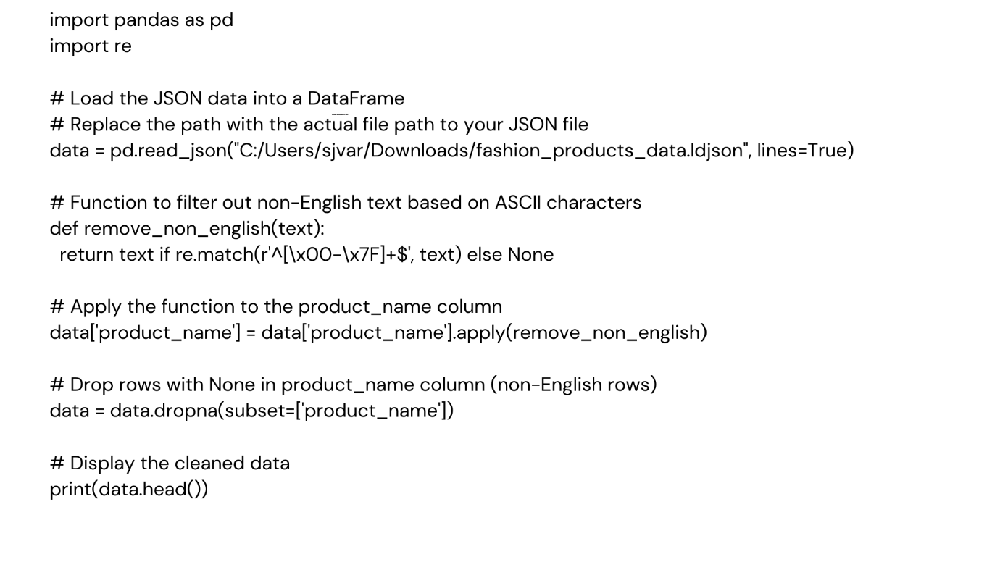 import pandas as pd
import re
# Load the JSON data into a DataFrame
# Replace the path with the actual file path to your JSON file
data = pd.read_json("C:/Users/sjvar/Downloads/fashion_products_data.ldjson", lines=True)
# Function to filter out non-English text based on ASCII characters
def remove_non_english(text):
  return text if re.match(r'^[\x00-\x7F]+$', text) else None
# Apply the function to the product_name column
data['product_name'] = data['product_name'].apply(remove_non_english)
# Drop rows with None in product_name column (non-English rows)
data = data.dropna(subset=['product_name'])
# Display the cleaned data
print(data.head())